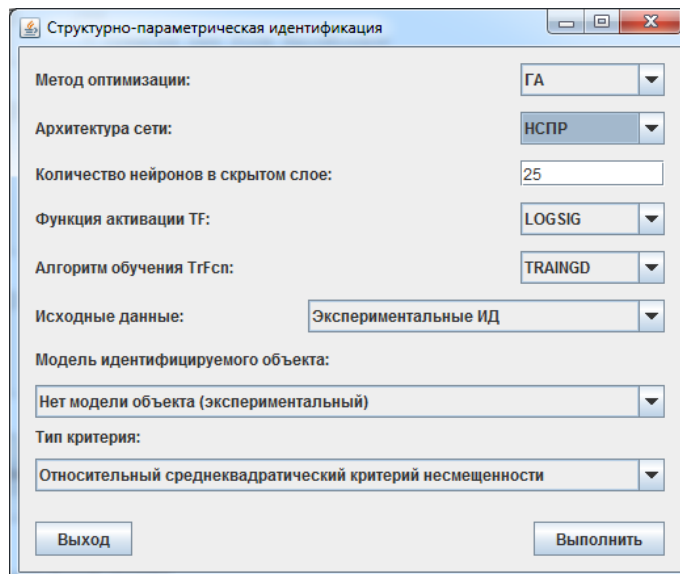 Структурно-параметрическая идентификация
Метод оптимизации: ГА
Архитектура сети: НСПР
Количество нейронов в скрытом слое: 25
Функция активации TF: LOGSIG
Алгоритм обучения TrFcn: TRAINGD
Исходные данные: Экспериментальные ИД
Модель идентифицируемого объекта:
Нет модели объекта (экспериментальный)
Тип критерия:
Относительный среднеквадратический критерий несмещенности
Выход Выполнить